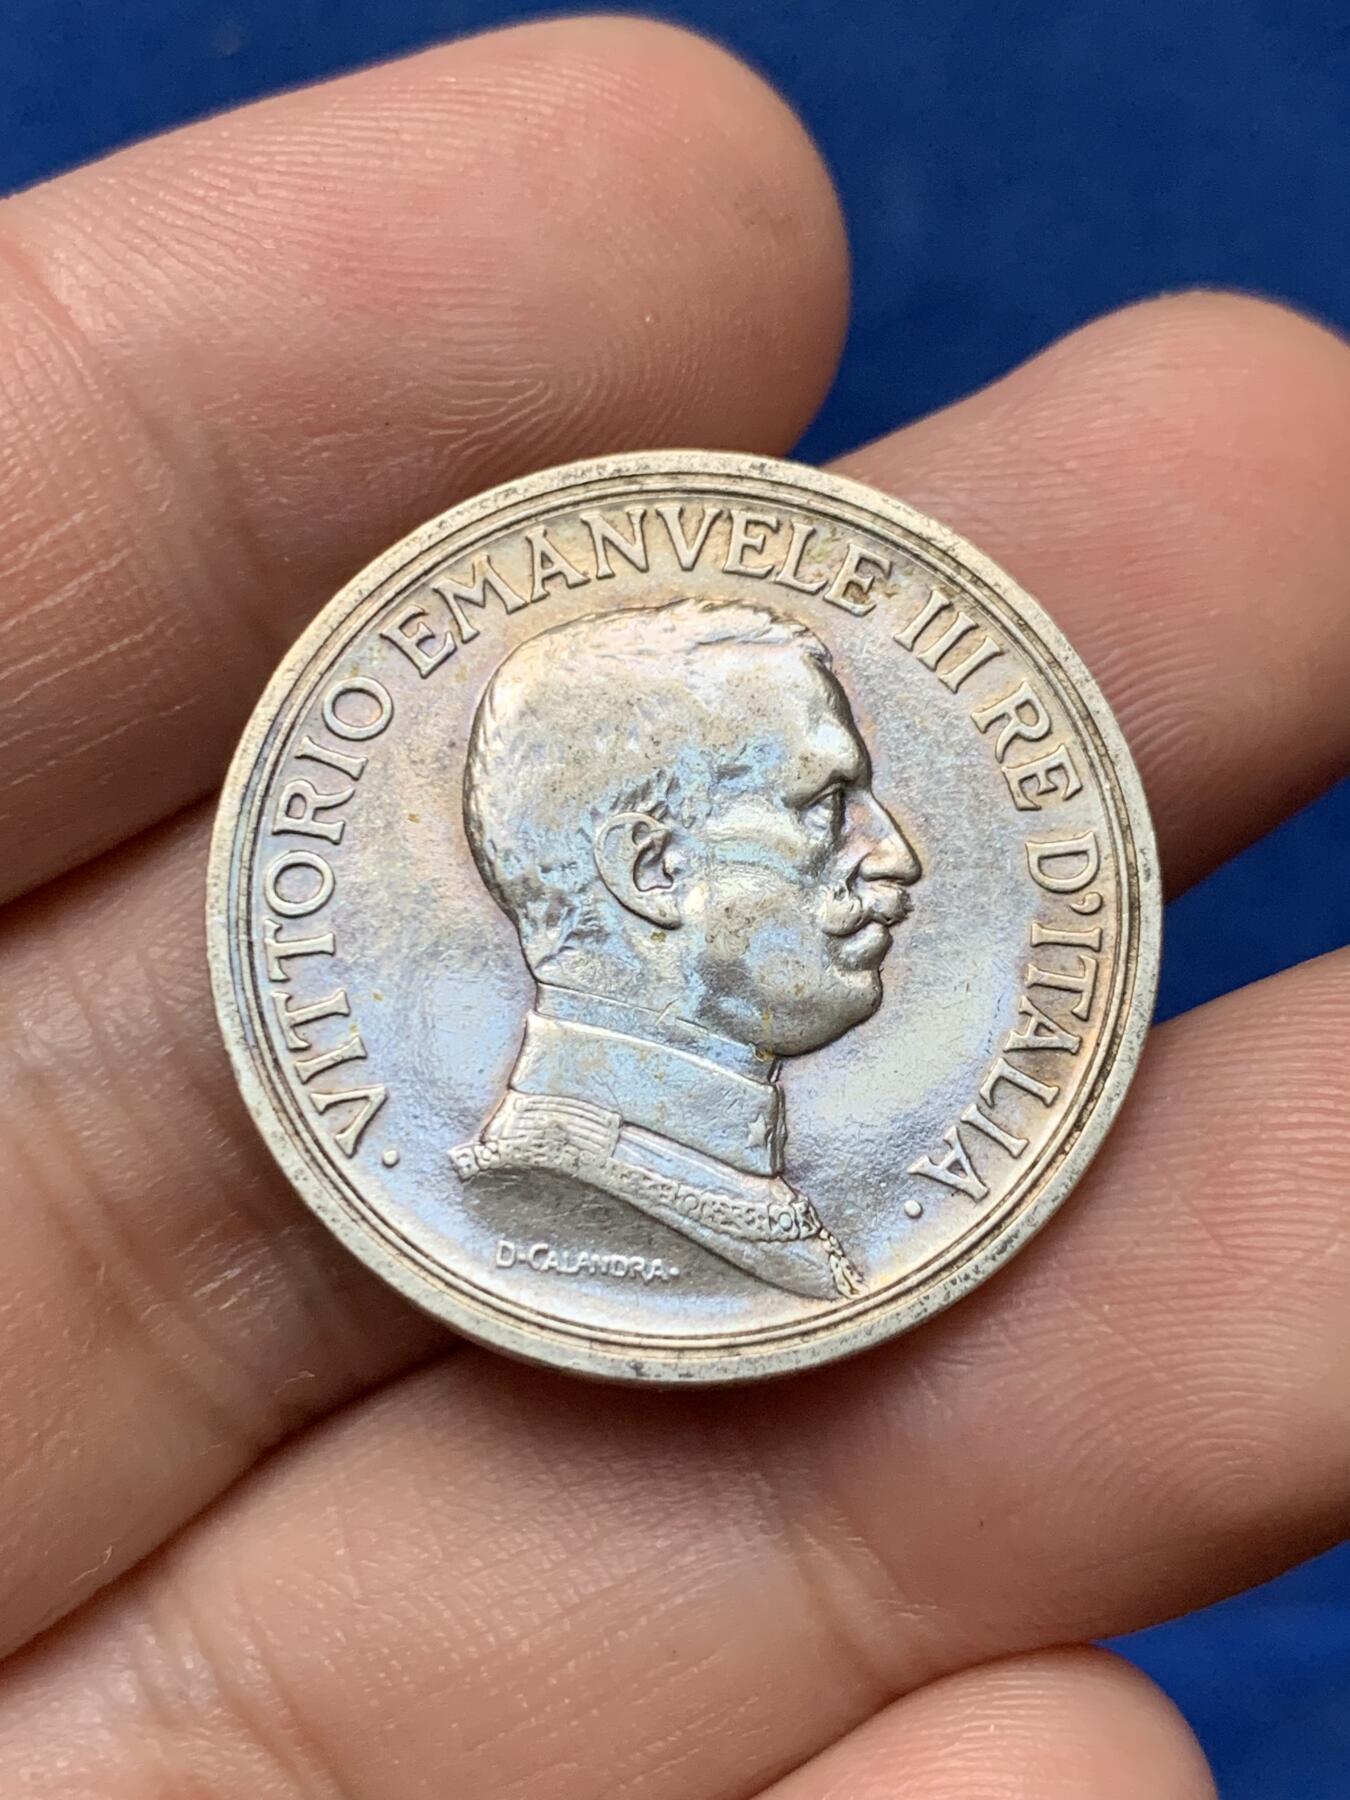 · VITTORIO EMANVELE III RE D'ITALIA ·
D·CALANDRA·